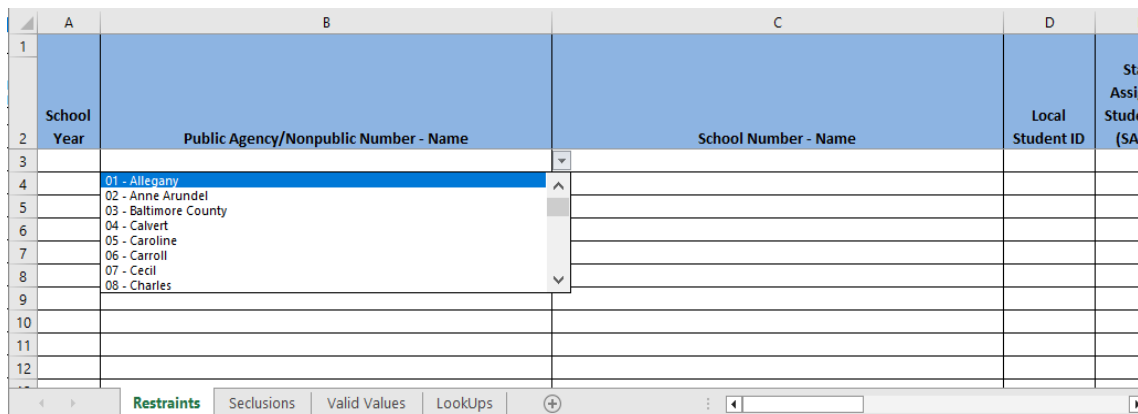 A B C D
1
2
School
Year
Public Agency/Nonpublic Number - Name
School Number - Name
Local
Student ID
3
4
5
6
7
8
9
10
11
12
01 - Allegany
02 - Anne Arundel
03 - Baltimore County
04 - Calvert
05 - Caroline
06 - Carroll
07 - Cecil
08 - Charles
Restraints Seclusions Valid Values LookUps